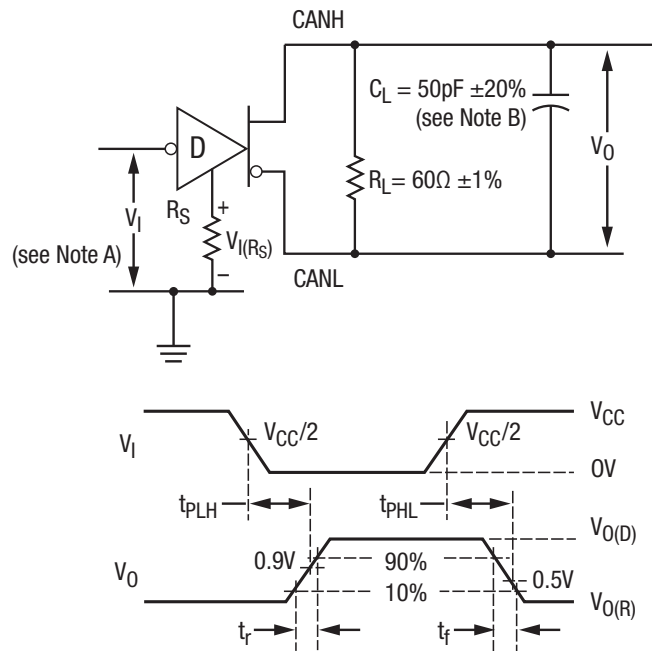 CANH
C_L = 50pF ±20%
(see Note B)
V_O
D
R_L = 60Ω ±1%
R_S
+
V_I
V_I(R_S)
(see Note A)
–
CANL
V_CC
V_I
V_CC/2
V_CC/2
0V
t_PLH
t_PHL
V_O(D)
0.9V
90%
V_O
10%
0.5V
V_O(R)
t_r
t_f